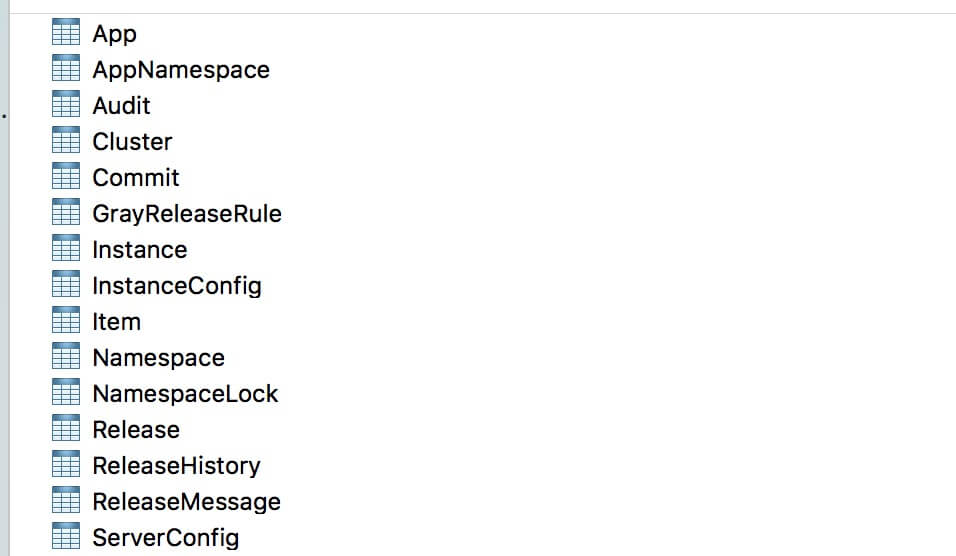 App
AppNamespace
Audit
Cluster
Commit
GrayReleaseRule
Instance
InstanceConfig
Item
Namespace
NamespaceLock
Release
ReleaseHistory
ReleaseMessage
ServerConfig